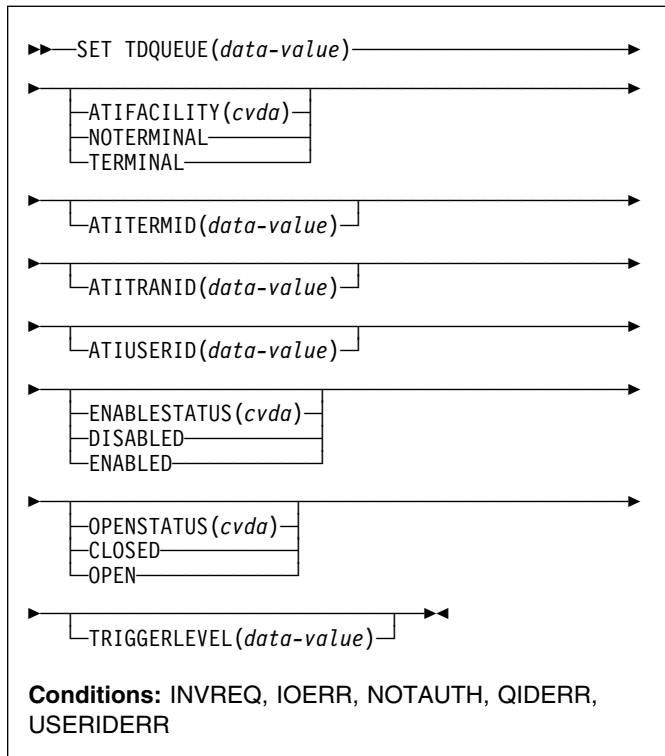 SET TDQUEUE(data-value)
ATIFACILITY(cvda)
NOTERMINAL
TERMINAL
ATITERMID(data-value)
ATITRANID(data-value)
ATIUSERID(data-value)
ENABLESTATUS(cvda)
DISABLED
ENABLED
OPENSTATUS(cvda)
CLOSED
OPEN
TRIGGERLEVEL(data-value)
Conditions: INVREQ, IOERR, NOTAUTH, QIDERR,
USERIDERR